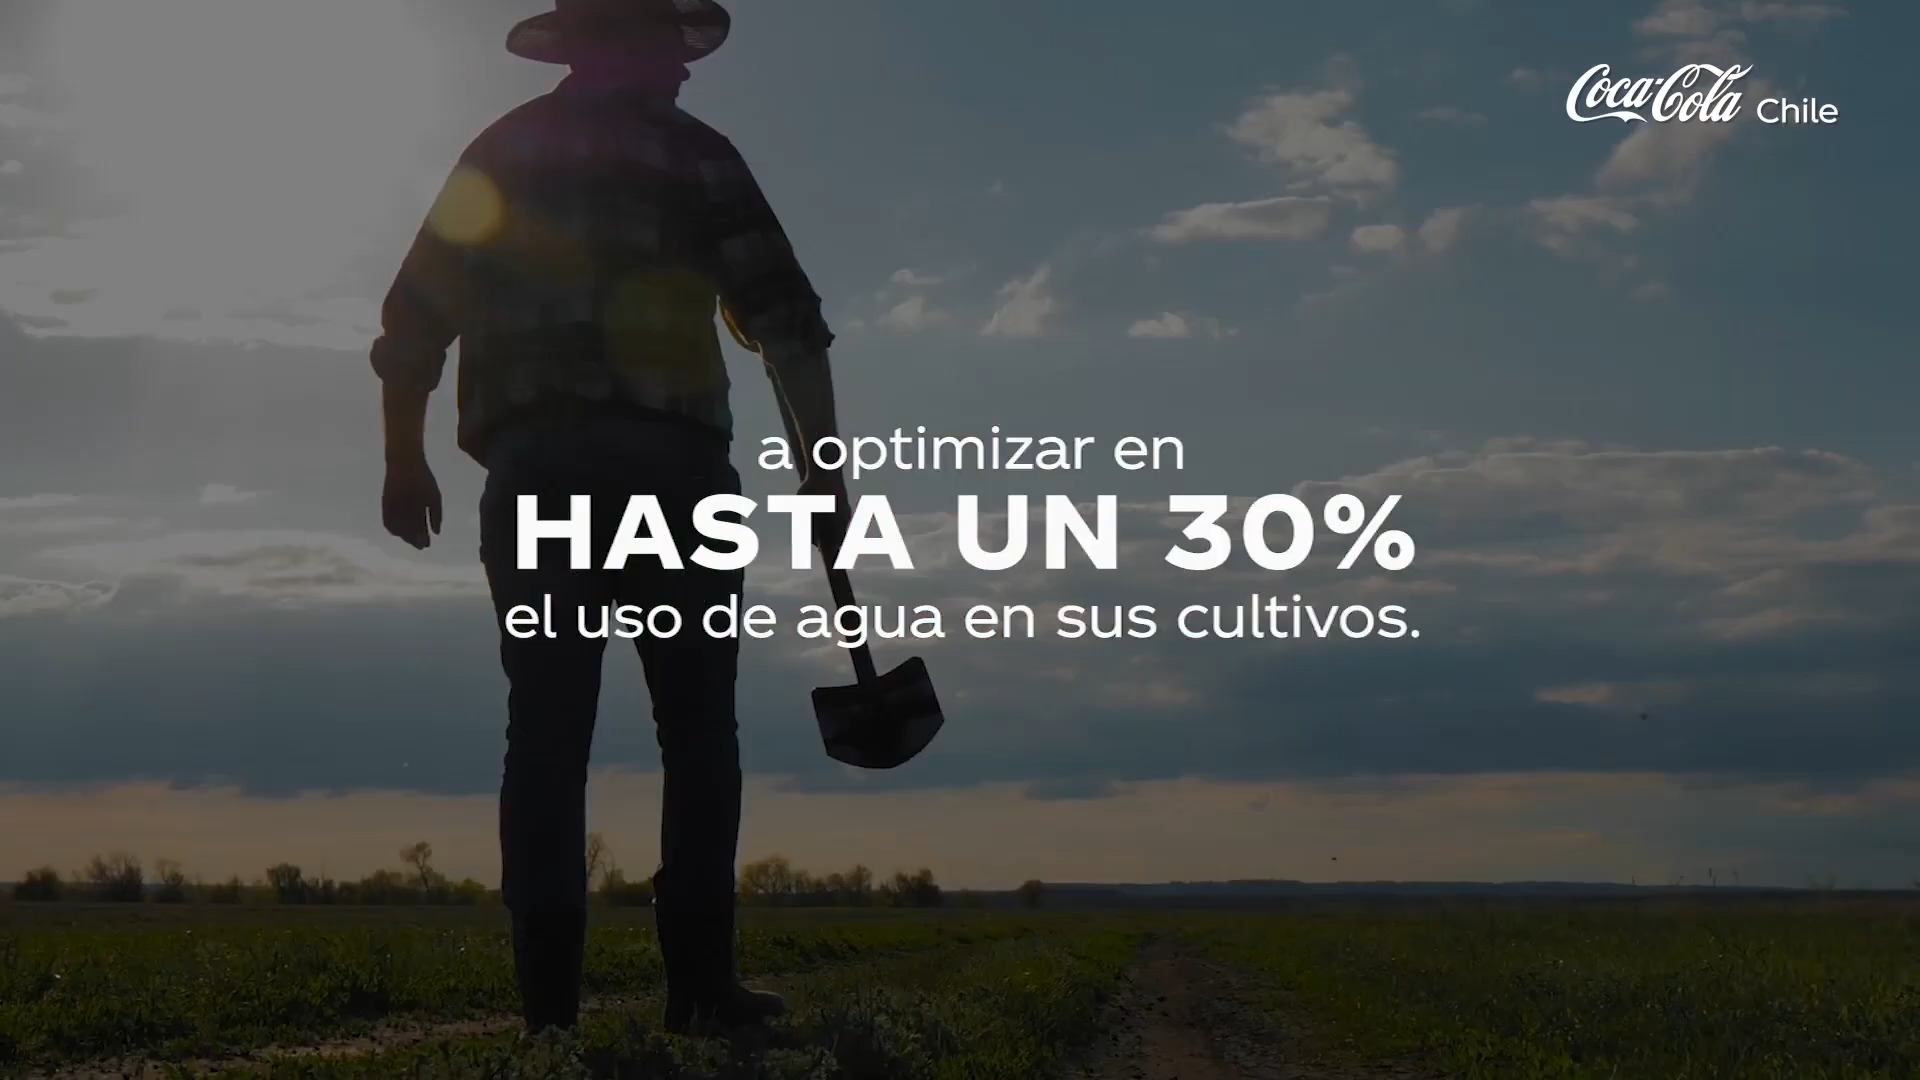 Coca-Cola Chile
a optimizar en
HASTA UN 30%
el uso de agua en sus cultivos.